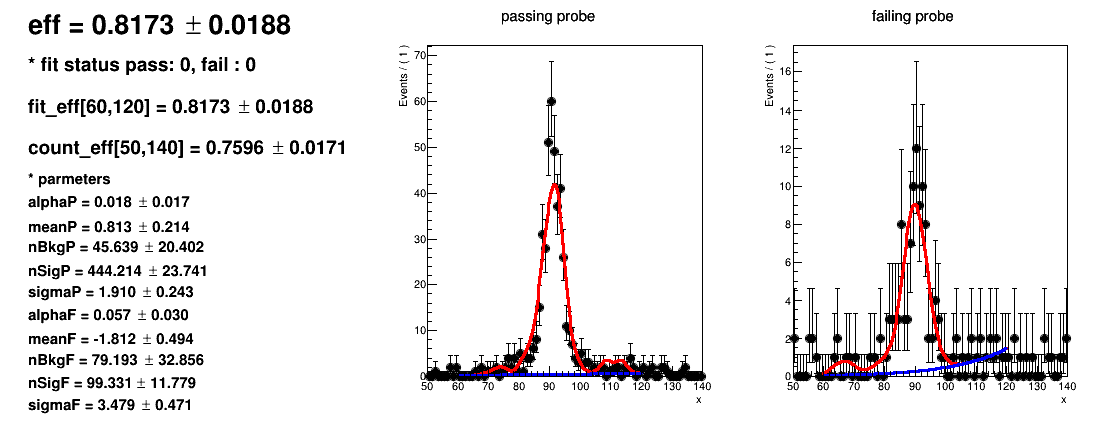 eff = 0.8173 ± 0.0188
* fit status pass: 0, fail : 0
fit_eff[60,120] = 0.8173 ± 0.0188
count_eff[50,140] = 0.7596 ± 0.0171
* parmeters
alphaP = 0.018 ± 0.017
meanP = 0.813 ± 0.214
nBkgP = 45.639 ± 20.402
nSigP = 444.214 ± 23.741
sigmaP = 1.910 ± 0.243
alphaF = 0.057 ± 0.030
meanF = -1.812 ± 0.494
nBkgF = 79.193 ± 32.856
nSigF = 99.331 ± 11.779
sigmaF = 3.479 ± 0.471
passing probe
Events / ( 1 )
70
60
50
40
30
20
10
0
50 60 70 80 90 100 110 120 130 140
x
failing probe
Events / ( 1 )
16
14
12
10
8
6
4
2
0
50 60 70 80 90 100 110 120 130 140
x